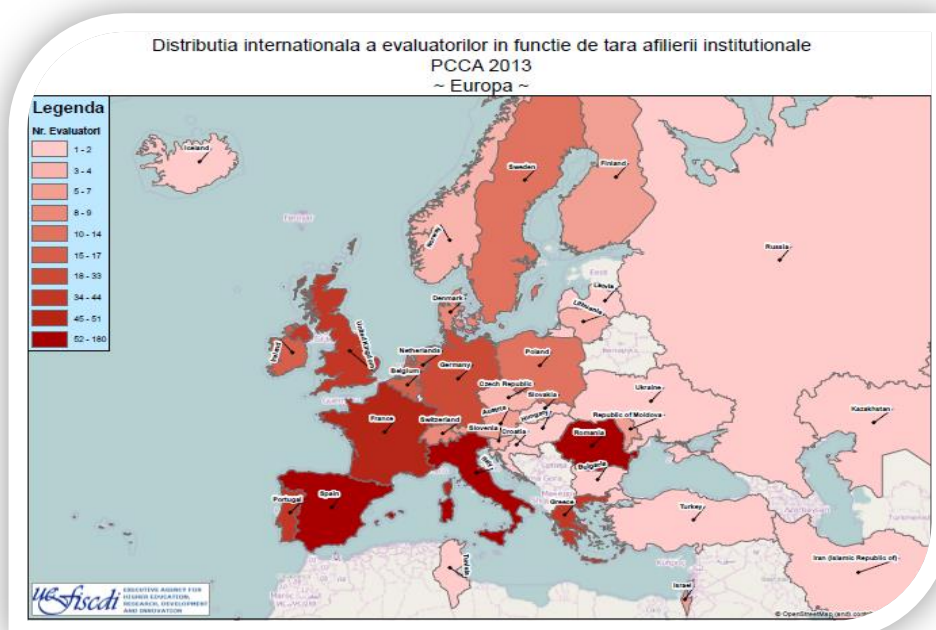 Distributia internationala a evaluatorilor in functie de tara afilierii institutionale
PCCA 2013
~ Europa ~
Legenda
Nr. Evaluatori
1 - 2
3 - 4
5 - 7
8 - 9
10 - 14
15 - 17
18 - 33
34 - 44
45 - 51
52 - 180
Iceland
Sweden
Finland
Norway
Russia
Latvia
Lithuania
Denmark
Ireland
United Kingdom
Netherlands
Belgium
Germany
Poland
Czech Republic
Slovakia
Ukraine
Kazakhstan
France
Switzerland
Austria
Hungary
Republic of Moldova
Slovenia
Croatia
Romania
Italy
Bulgaria
Portugal
Spain
Greece
Turkey
Tunisia
Israel
Iran (Islamic Republic of)
uefiscdi
EXECUTIVE AGENCY FOR
HIGHER EDUCATION,
RESEARCH, DEVELOPMENT
AND INNOVATION
© OpenStreetMap (and)